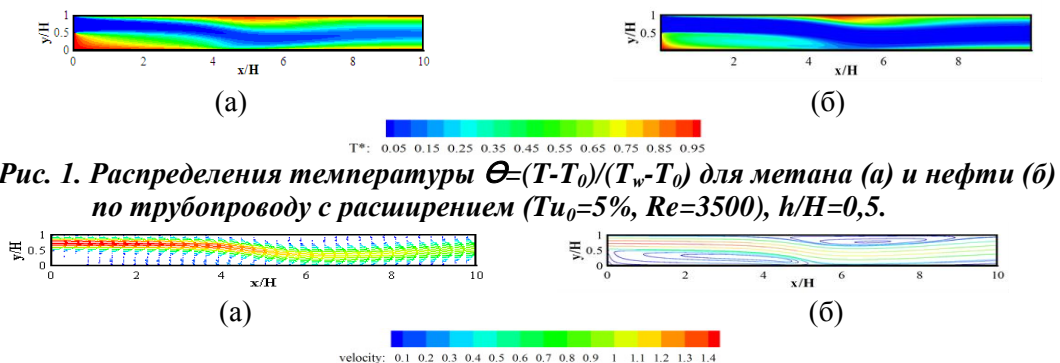 y/H
1
0.5
0
0 2 4 6 8 10
x/H
(а)
y/H
1
0.5
2 4 6 8
x/H
(б)
T*: 0.05 0.15 0.25 0.35 0.45 0.55 0.65 0.75 0.85 0.95
Рис. 1. Распределения температуры Θ=(T-T₀)/(T_w-T₀) для метана (а) и нефти (б)
по трубопроводу с расширением (Tu₀=5%, Re=3500), h/H=0,5.
y/H
1
0.5
0
0 2 4 6 8 10
x/H
(а)
y/H
1
0.5
0
0 2 4 6 8 10
x/H
(б)
velocity: 0.1 0.2 0.3 0.4 0.5 0.6 0.7 0.8 0.9 1 1.1 1.2 1.3 1.4